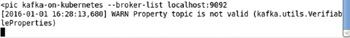 <pic kafka-on-kubernetes --broker-list localhost:9092
[2016-01-01 16:28:13,680] WARN Property topic is not valid (kafka.utils.Verifiab
leProperties)